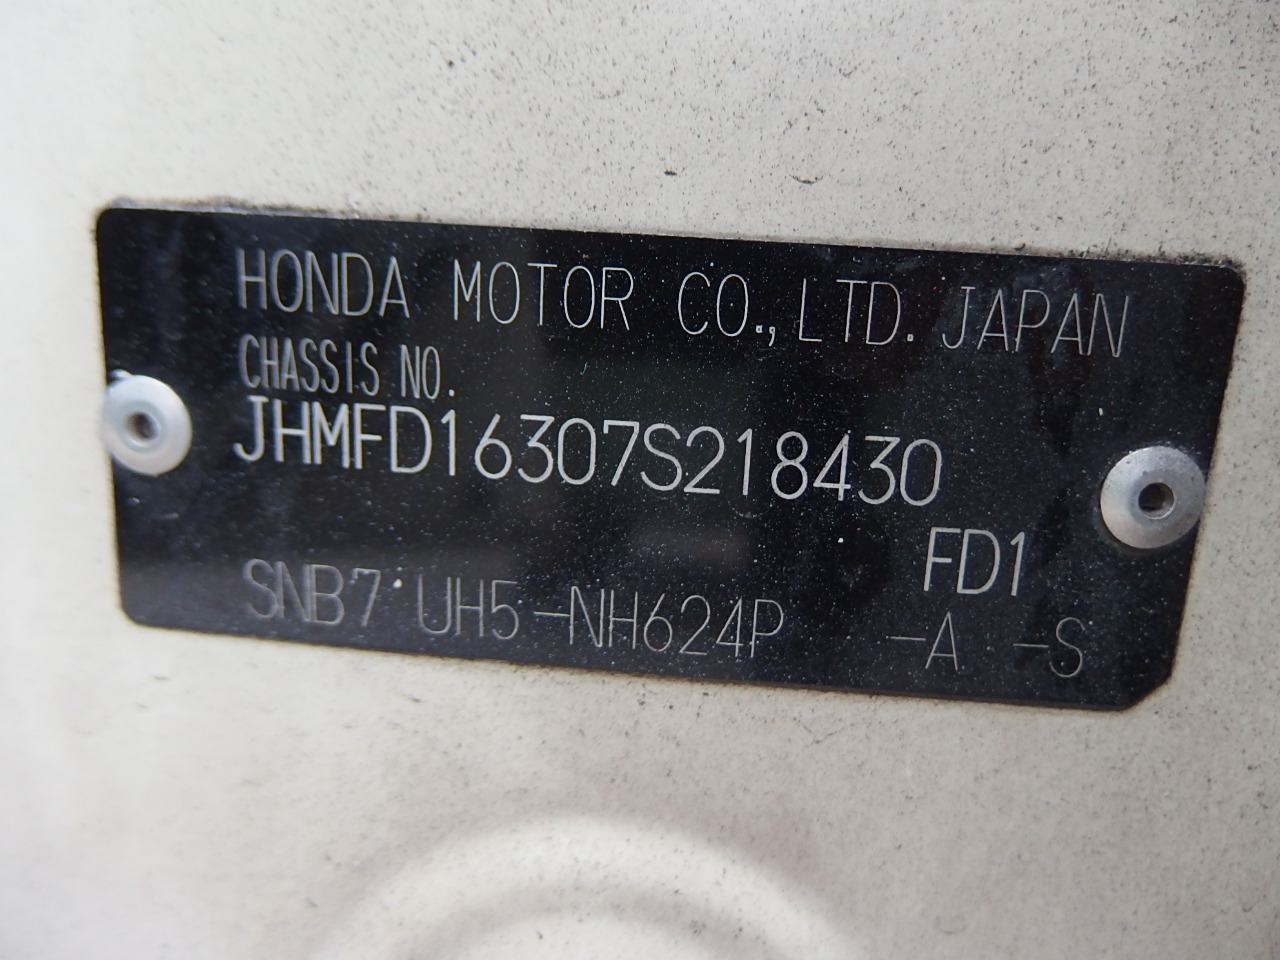 HONDA MOTOR CO., LTD. JAPAN
CHASSIS NO.
JHMFD16307S218430
FD1
SNB7 UH5-NH624P -A -S